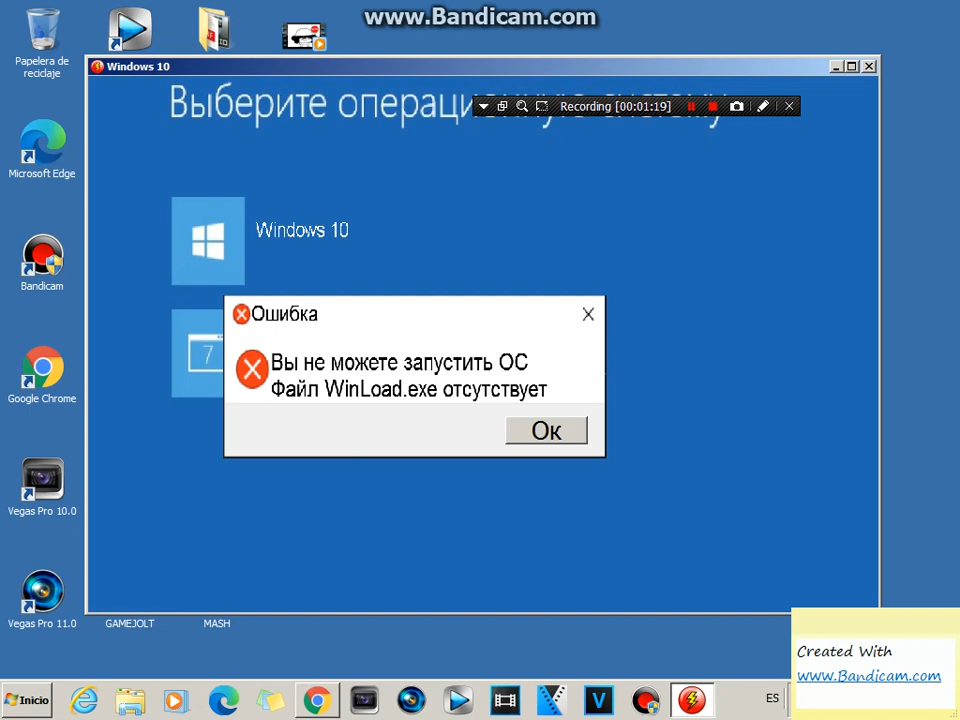 www.Bandicam.com
Papelera de
reciclaje
Windows 10
Выберите операционную систему
Recording [00:01:19]
Microsoft Edge
Windows 10
7
Bandicam
Ошибка
Вы не можете запустить ОС
Файл WinLoad.exe отсутствует
Ок
Google Chrome
Vegas Pro 10.0
Vegas Pro 11.0
GAMEJOLT
MASH
Created With
www.Bandicam.com
Inicio
ES